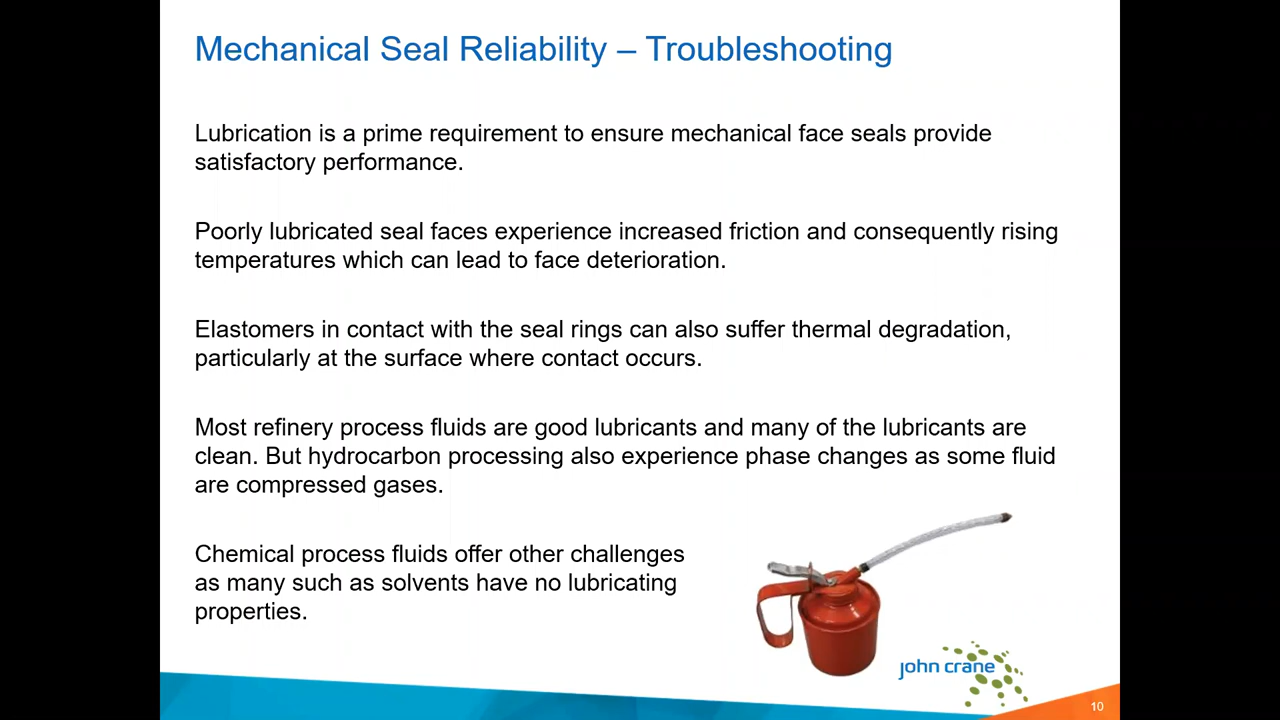 Mechanical Seal Reliability – Troubleshooting
Lubrication is a prime requirement to ensure mechanical face seals provide
satisfactory performance.
Poorly lubricated seal faces experience increased friction and consequently rising
temperatures which can lead to face deterioration.
Elastomers in contact with the seal rings can also suffer thermal degradation,
particularly at the surface where contact occurs.
Most refinery process fluids are good lubricants and many of the lubricants are
clean. But hydrocarbon processing also experience phase changes as some fluid
are compressed gases.
Chemical process fluids offer other challenges
as many such as solvents have no lubricating
properties.
john crane
10